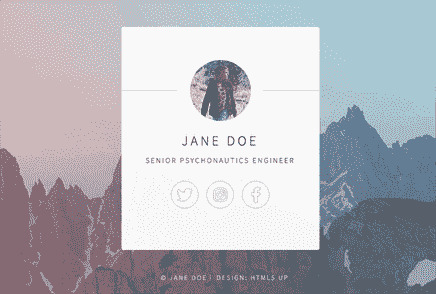 JANE DOE
SENIOR PSYCHONAUTICS ENGINEER
© JANE DOE | DESIGN: HTML5 UP